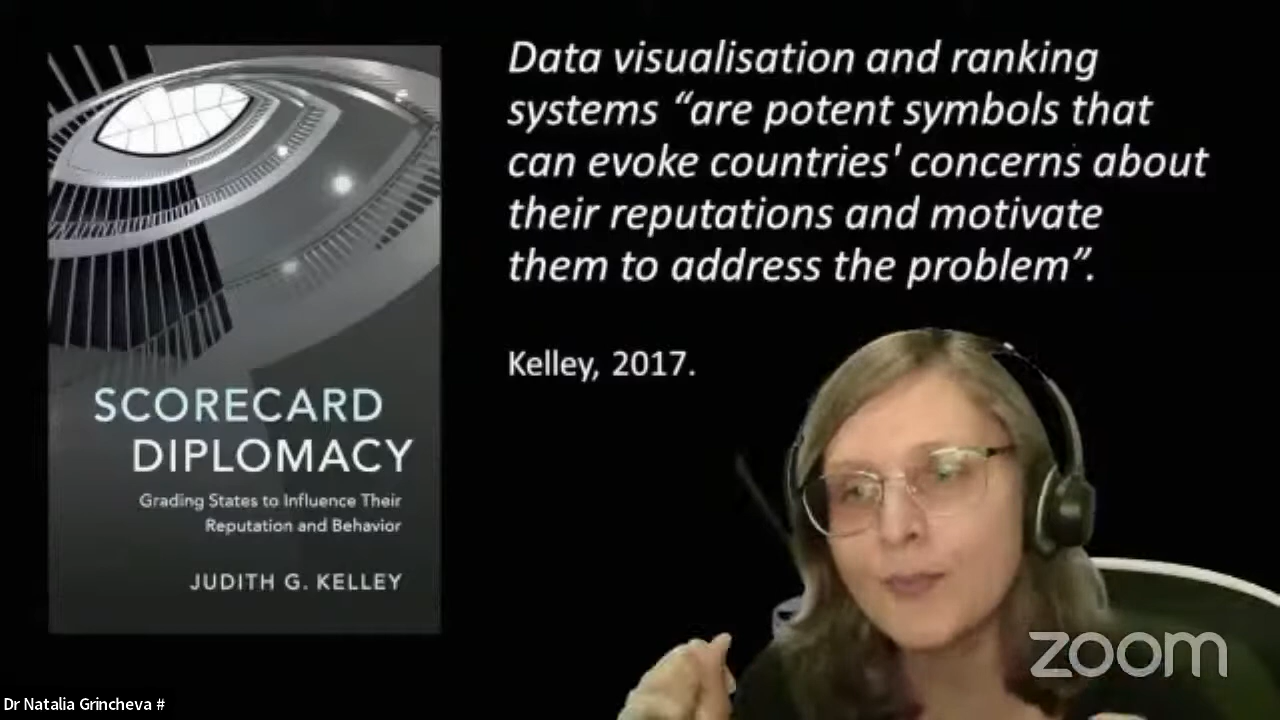 Data visualisation and ranking
systems “are potent symbols that
can evoke countries' concerns about
their reputations and motivate
them to address the problem”.
Kelley, 2017.
SCORECARD
DIPLOMACY
Grading States to Influence Their
Reputation and Behavior
JUDITH G. KELLEY
zoom
Dr Natalia Grincheva #